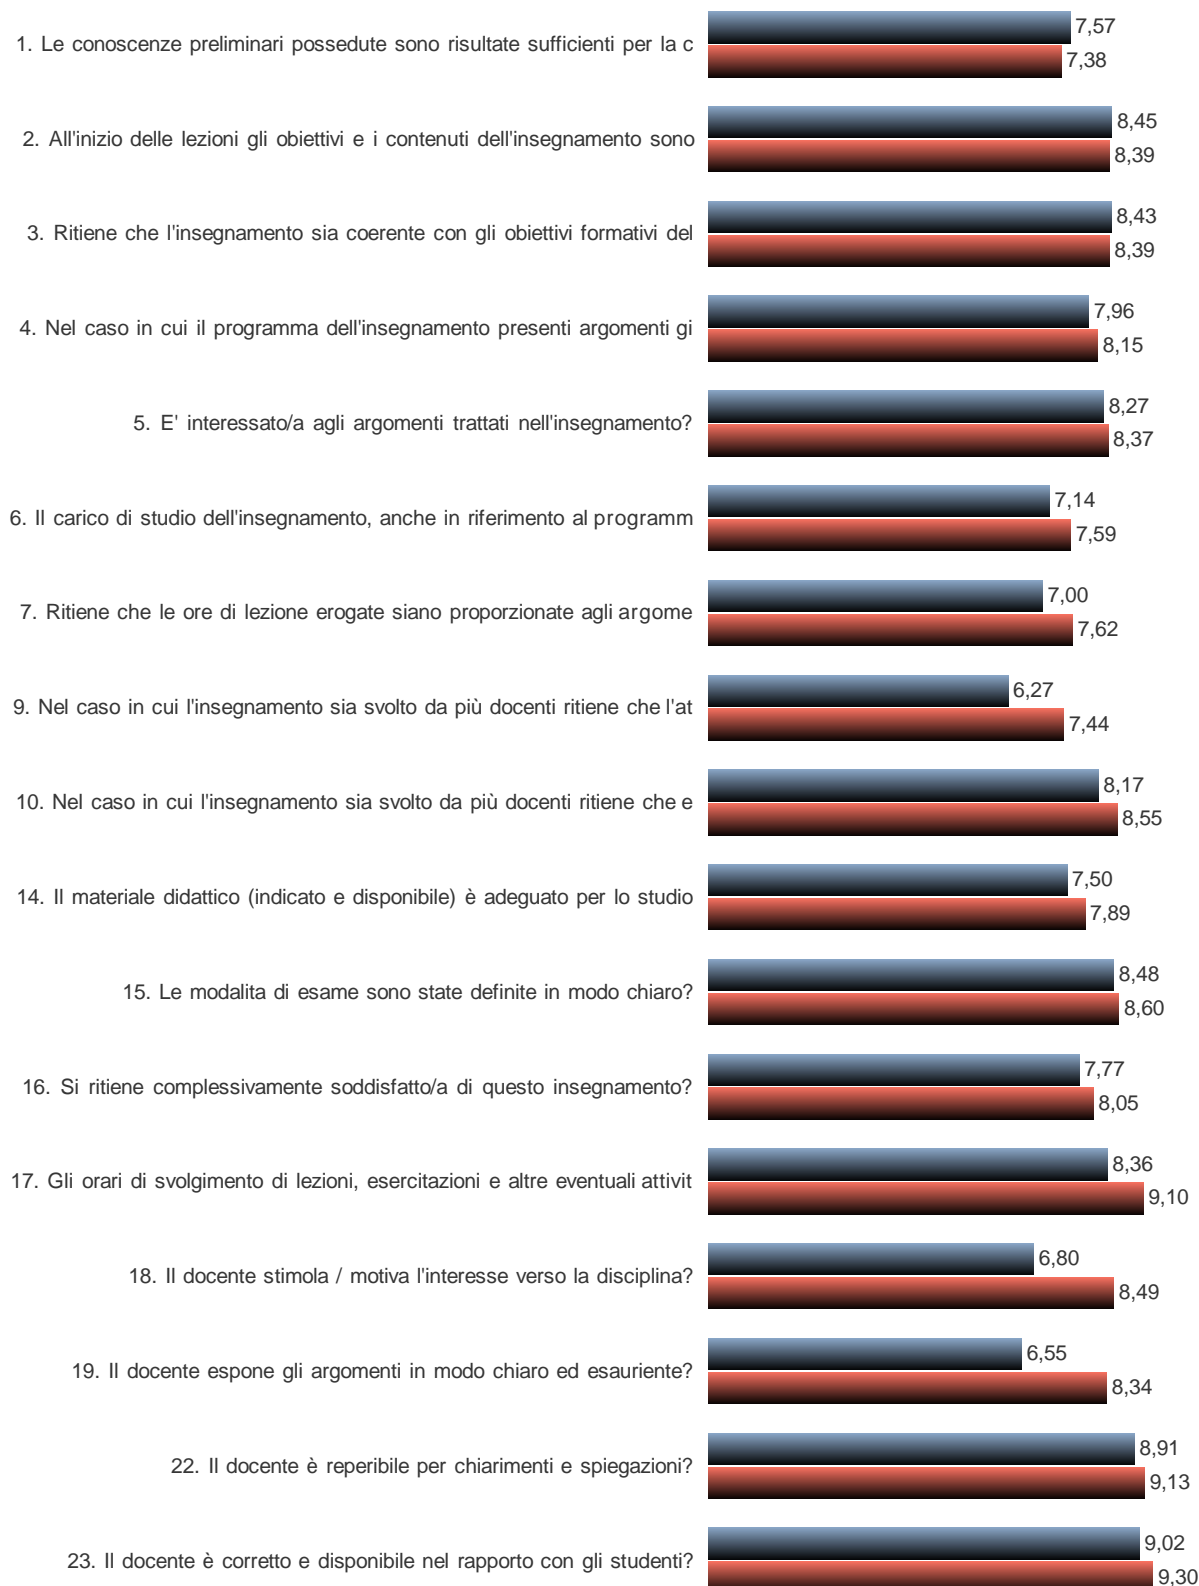 1. Le conoscenze preliminari possedute sono risultate sufficienti per la c
7,57
7,38
2. All'inizio delle lezioni gli obiettivi e i contenuti dell'insegnamento sono
8,45
8,39
3. Ritiene che l'insegnamento sia coerente con gli obiettivi formativi del
8,43
8,39
4. Nel caso in cui il programma dell'insegnamento presenti argomenti gi
7,96
8,15
5. E' interessato/a agli argomenti trattati nell'insegnamento?
8,27
8,37
6. Il carico di studio dell'insegnamento, anche in riferimento al programm
7,14
7,59
7. Ritiene che le ore di lezione erogate siano proporzionate agli argome
7,00
7,62
9. Nel caso in cui l'insegnamento sia svolto da più docenti ritiene che l'at
6,27
7,44
10. Nel caso in cui l'insegnamento sia svolto da più docenti ritiene che e
8,17
8,55
14. Il materiale didattico (indicato e disponibile) è adeguato per lo studio
7,50
7,89
15. Le modalita di esame sono state definite in modo chiaro?
8,48
8,60
16. Si ritiene complessivamente soddisfatto/a di questo insegnamento?
7,77
8,05
17. Gli orari di svolgimento di lezioni, esercitazioni e altre eventuali attivit
8,36
9,10
18. Il docente stimola / motiva l'interesse verso la disciplina?
6,80
8,49
19. Il docente espone gli argomenti in modo chiaro ed esauriente?
6,55
8,34
22. Il docente è reperibile per chiarimenti e spiegazioni?
8,91
9,13
23. Il docente è corretto e disponibile nel rapporto con gli studenti?
9,02
9,30